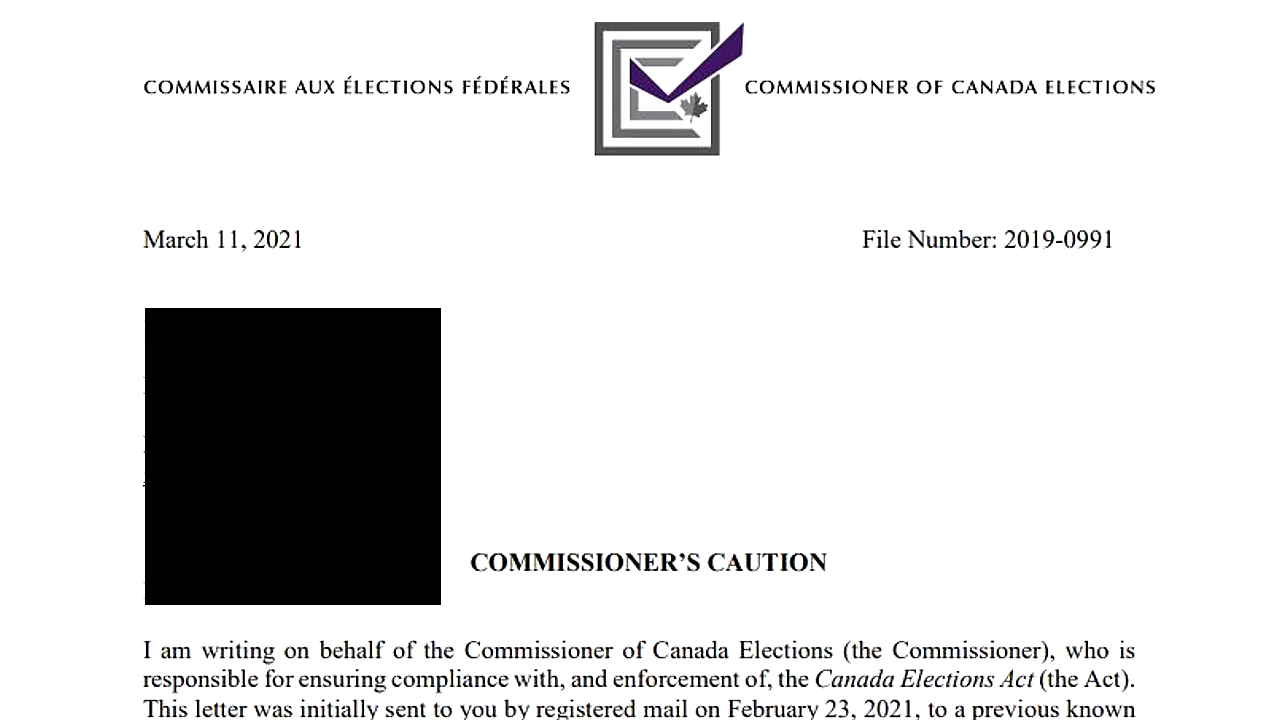 COMMISSAIRE AUX ÉLECTIONS FÉDÉRALES
COMMISSIONER OF CANADA ELECTIONS
March 11, 2021
File Number: 2019-0991
COMMISSIONER'S CAUTION
I am writing on behalf of the Commissioner of Canada Elections (the Commissioner), who is
responsible for ensuring compliance with, and enforcement of, the Canada Elections Act (the Act).
This letter was initially sent to you by registered mail on February 23, 2021, to a previous known